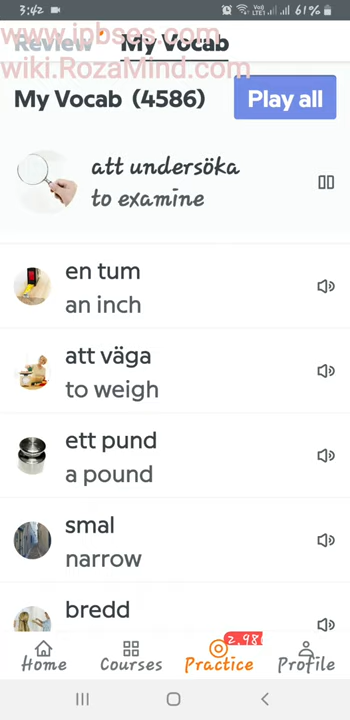 3:42
61%
www.ipbses.com
Review My Vocab
wiki.RozaMind.com
My Vocab (4586)
Play all
att undersöka
to examine
en tum
an inch
att väga
to weigh
ett pund
a pound
smal
narrow
bredd
Home
Courses
Practice
Profile